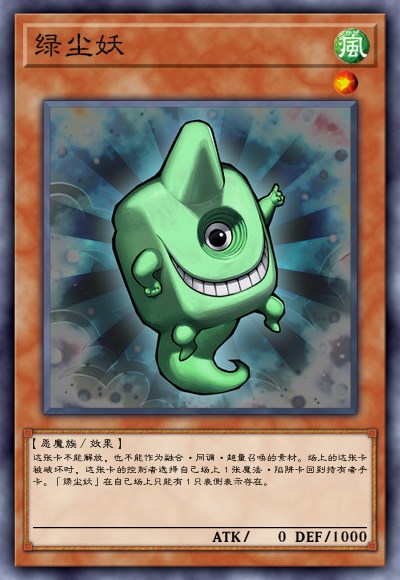 绿尘妖
風
【恶魔族／效果】
这张卡不能解放，也不能作为融合·同调·超量召唤的素材。场上的这张卡
被破坏时，这张卡的控制者选择自己场上1张魔法·陷阱卡回到持有者手
卡。「绿尘妖」在自己场上只能有1只表侧表示存在。
ATK/ 0 DEF/1000